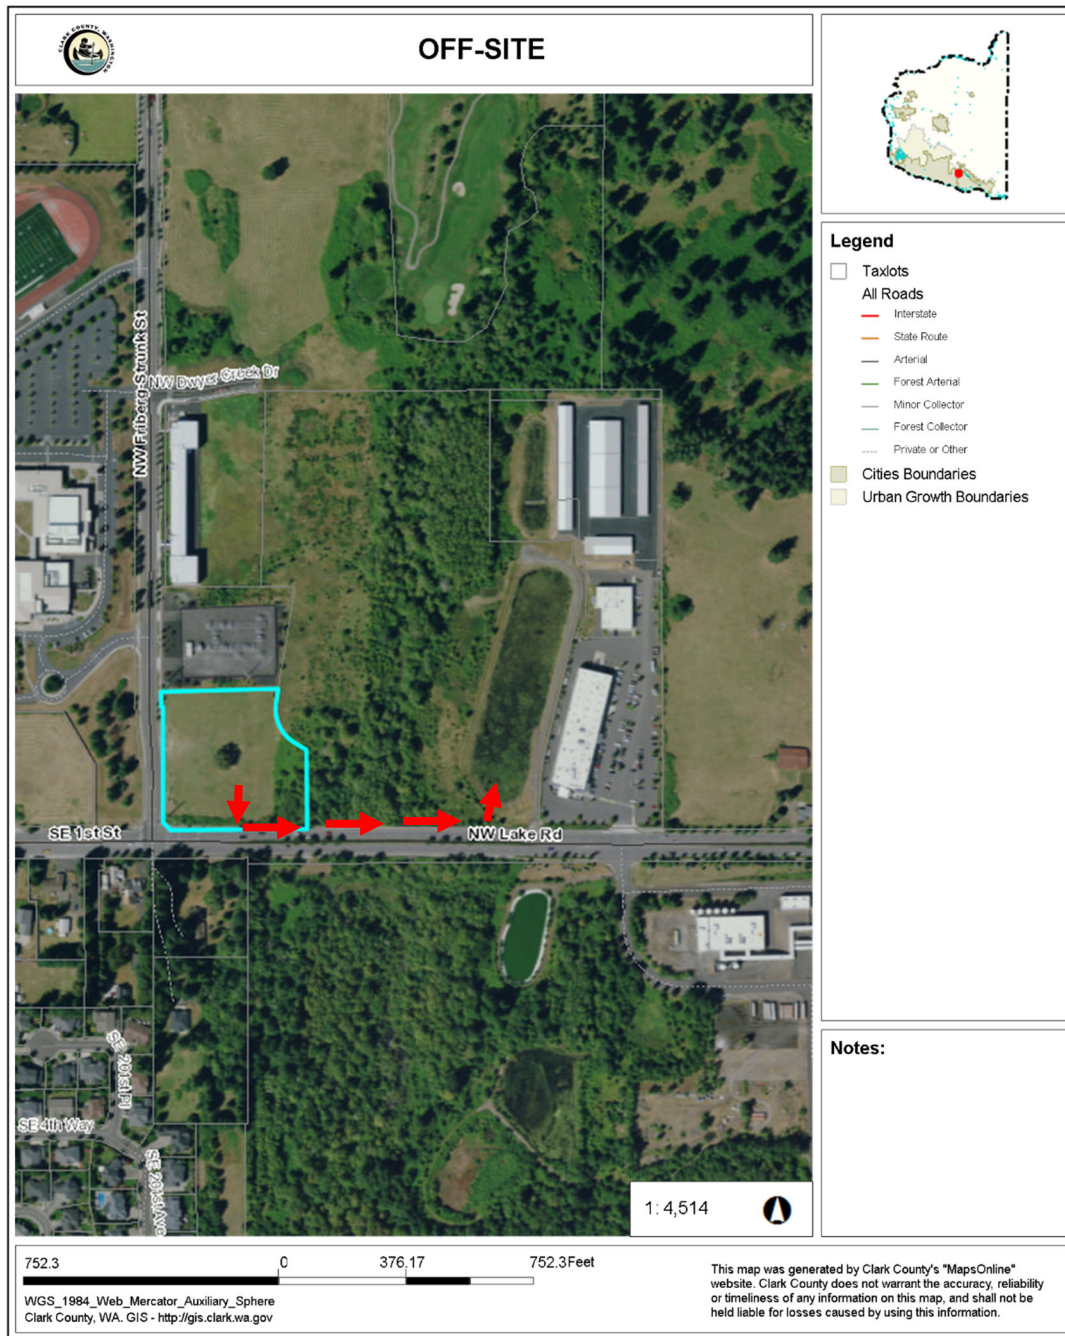 CLARK COUNTY, WASHINGTON
OFF-SITE
NW Friberg-Strunk St
NW Dwyer Creek Dr
SE 1st St
NW Lake Rd
SE 201st Pl
SE 4th Way
SE 201st Ave
1: 4,514
Legend
Taxlots
All Roads
Interstate
State Route
Arterial
Forest Arterial
Minor Collector
Forest Collector
Private or Other
Cities Boundaries
Urban Growth Boundaries
Notes:
752.3 0 376.17 752.3Feet
WGS_1984_Web_Mercator_Auxiliary_Sphere
Clark County, WA. GIS - http://gis.clark.wa.gov
This map was generated by Clark County's "MapsOnline"
website. Clark County does not warrant the accuracy, reliability
or timeliness of any information on this map, and shall not be
held liable for losses caused by using this information.